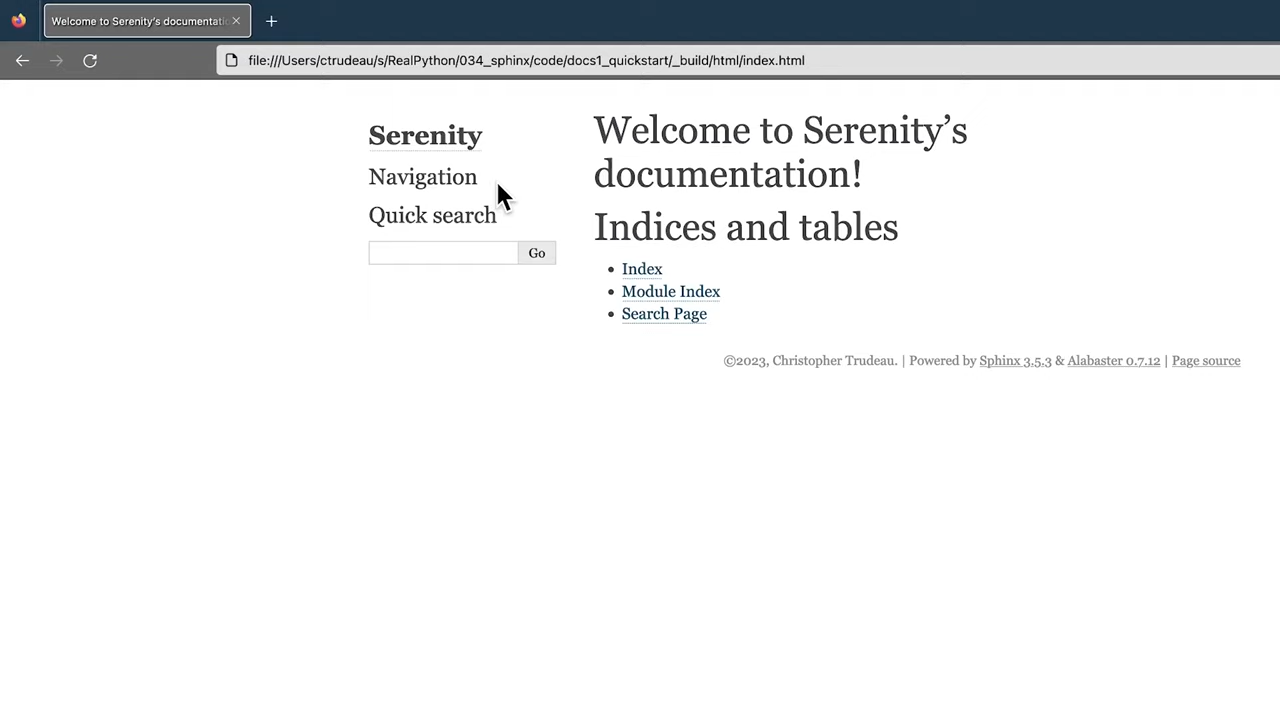 Welcome to Serenity's documentatio
file:///Users/ctrudeau/s/RealPython/034_sphinx/code/docs1_quickstart/_build/html/index.html
Serenity
Navigation
Quick search
Go
Welcome to Serenity’s
documentation!
Indices and tables
Index
Module Index
Search Page
©2023, Christopher Trudeau. | Powered by Sphinx 3.5.3 & Alabaster 0.7.12 | Page source